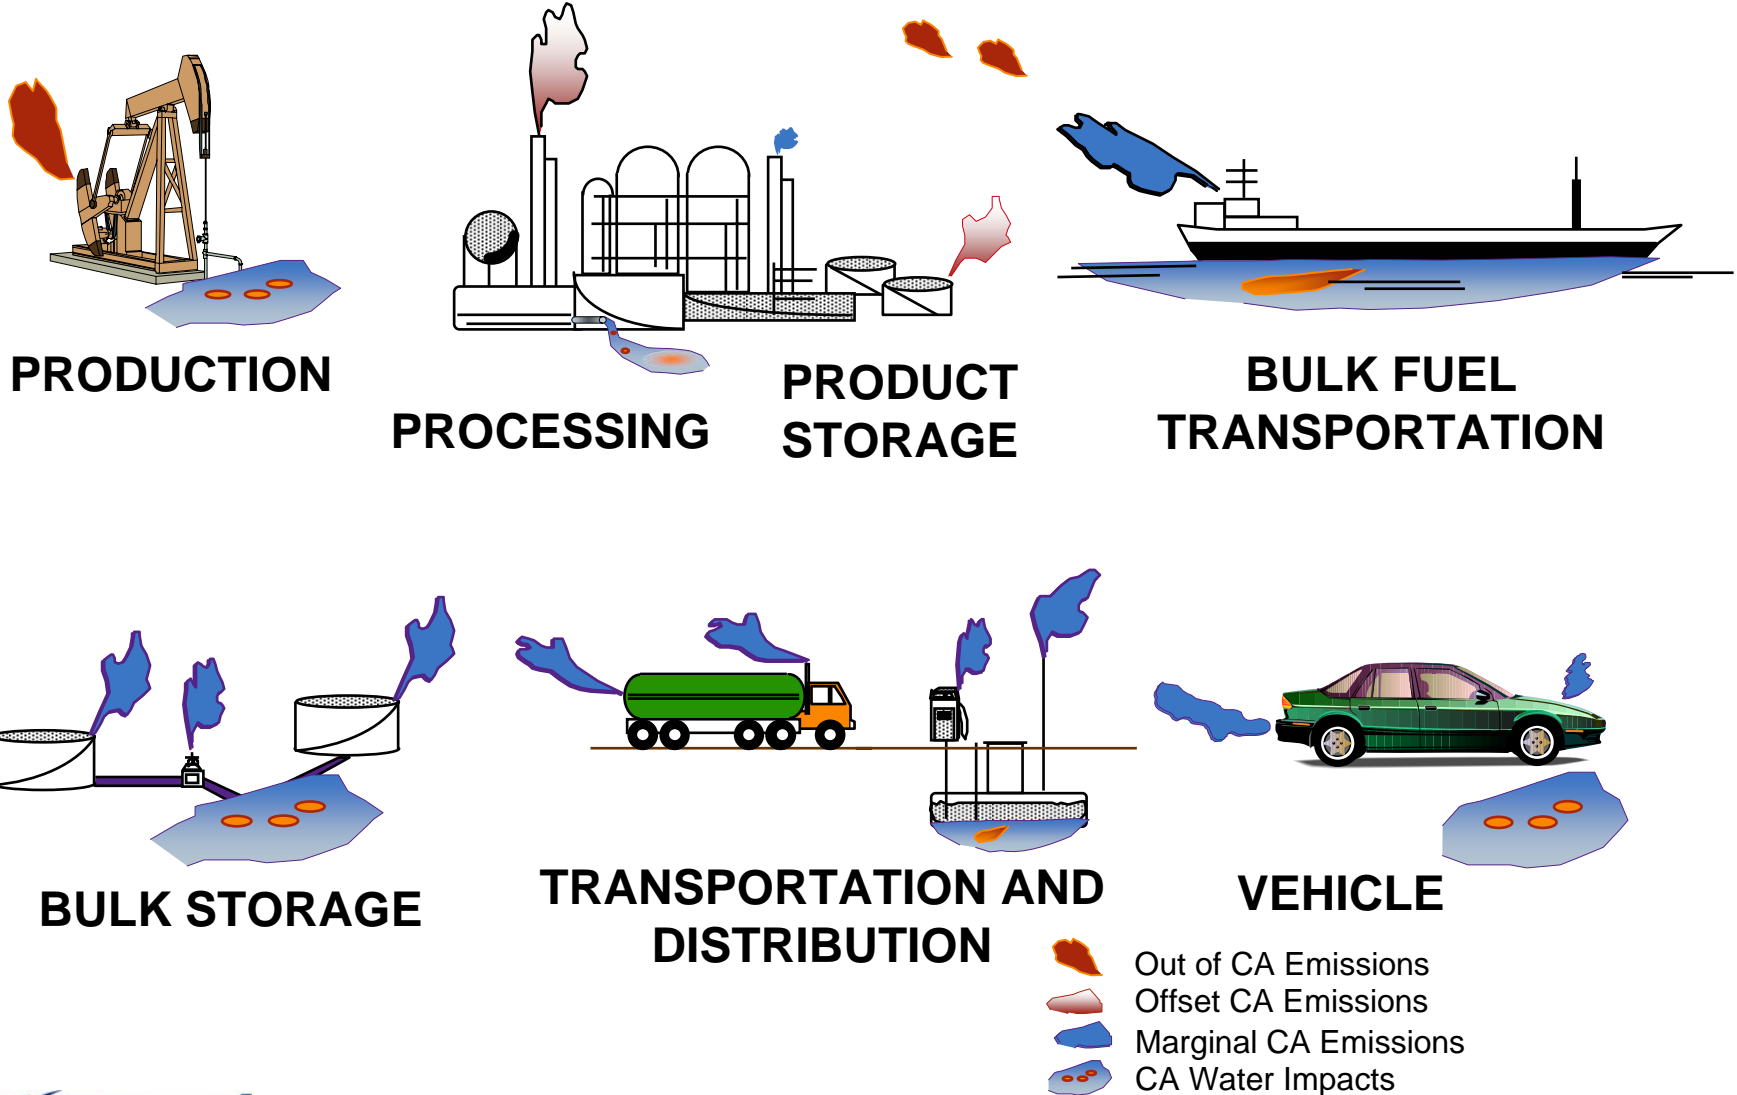 PRODUCTION
PROCESSING
PRODUCT
STORAGE
BULK FUEL
TRANSPORTATION
BULK STORAGE
TRANSPORTATION AND
DISTRIBUTION
VEHICLE
Out of CA Emissions
Offset CA Emissions
Marginal CA Emissions
CA Water Impacts